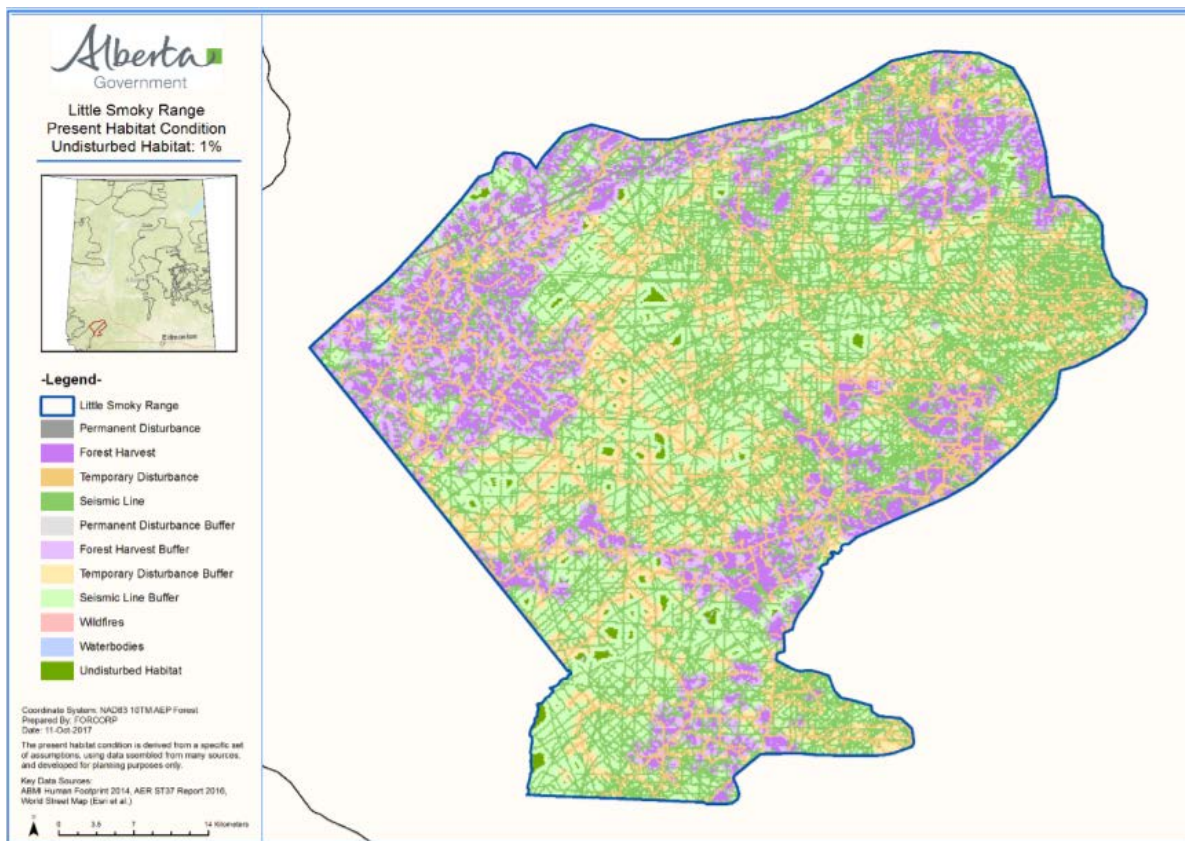 Alberta
Government
Little Smoky Range
Present Habitat Condition
Undisturbed Habitat: 1%
Edmonton
-Legend-
Little Smoky Range
Permanent Disturbance
Forest Harvest
Temporary Disturbance
Seismic Line
Permanent Disturbance Buffer
Forest Harvest Buffer
Temporary Disturbance Buffer
Seismic Line Buffer
Wildfires
Waterbodies
Undisturbed Habitat
Coordinate System: NAD83 10TM AEP Forest
Prepared By: FORCORP
Date: 11-Oct-2017
The present habitat condition is derived from a specific set
of assumptions, using data assembled from many sources,
and developed for planning purposes only.
Key Data Sources:
ABMI Human Footprint 2014, AER ST37 Report 2016,
World Street Map (Esri et al.)
0 3.5 7 14 Kilometers